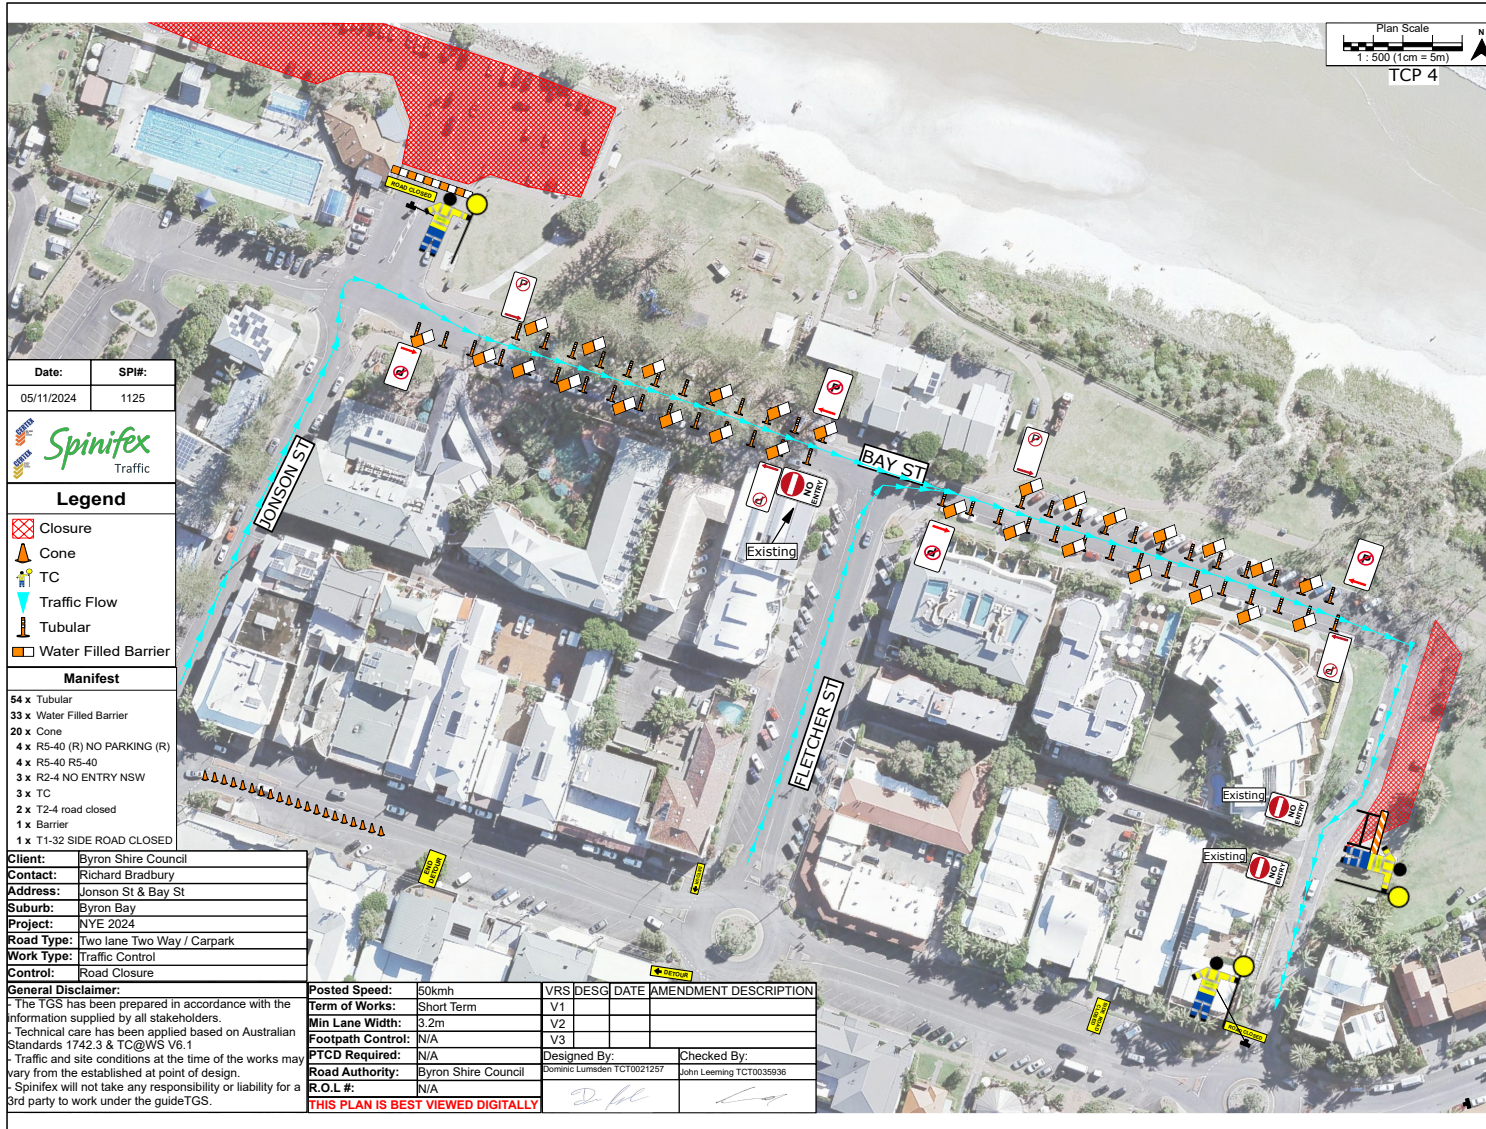 Plan Scale
N
1 : 500 (1cm = 5m)
TCP 4
ROAD CLOSED
Date:
SPI#:
05/11/2024
1125
Spinifex
Traffic
Legend
Closure
Cone
TC
Traffic Flow
Tubular
Water Filled Barrier
JONSON ST
BAY ST
FLETCHER ST
NO ENTRY
Existing
Existing
NO ENTRY
Existing
NO ENTRY
END DETOUR
DETOUR
SIDE ROAD CLOSED
ROAD CLOSED
Manifest
54 x Tubular
33 x Water Filled Barrier
20 x Cone
4 x R5-40 (R) NO PARKING (R)
4 x R5-40 R5-40
3 x R2-4 NO ENTRY NSW
3 x TC
2 x T2-4 road closed
1 x Barrier
1 x T1-32 SIDE ROAD CLOSED
Client: Byron Shire Council
Contact: Richard Bradbury
Address: Jonson St & Bay St
Suburb: Byron Bay
Project: NYE 2024
Road Type: Two lane Two Way / Carpark
Work Type: Traffic Control
Control: Road Closure
General Disclaimer:
- The TGS has been prepared in accordance with the
information supplied by all stakeholders.
- Technical care has been applied based on Australian
Standards 1742.3 & TC@WS V6.1
- Traffic and site conditions at the time of the works may
vary from the established at point of design.
- Spinifex will not take any responsibility or liability for a
3rd party to work under the guideTGS.
Posted Speed: 50kmh
Term of Works: Short Term
Min Lane Width: 3.2m
Footpath Control: N/A
PTCD Required: N/A
Road Authority: Byron Shire Council
R.O.L #: N/A
THIS PLAN IS BEST VIEWED DIGITALLY
VRS DESG DATE AMENDMENT DESCRIPTION
V1
V2
V3
Designed By: Checked By:
Dominic Lumsden TCT0021257 John Leeming TCT0035936